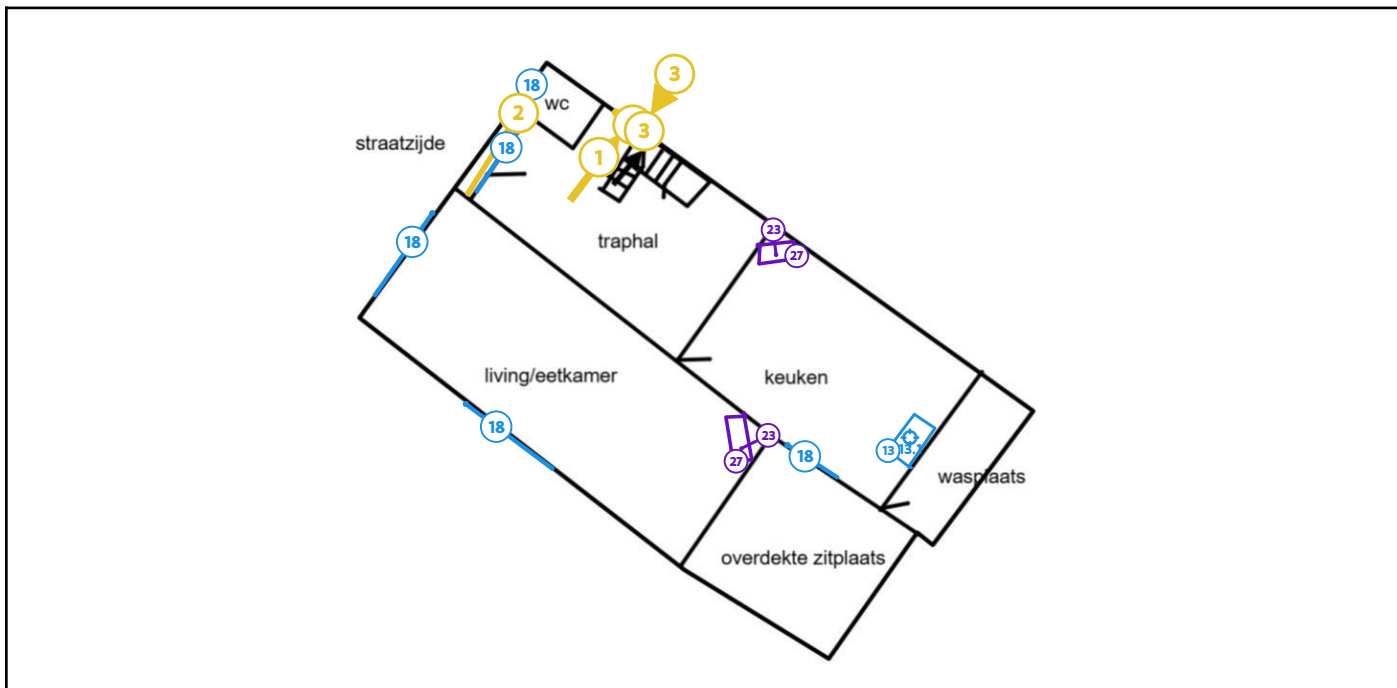 3
18
wc
2
3
straatzijde
18
1
23
18
traphal
27
living/eetkamer
keuken
18
23
18
13
13.1
27
wasplaats
overdekte zitplaats